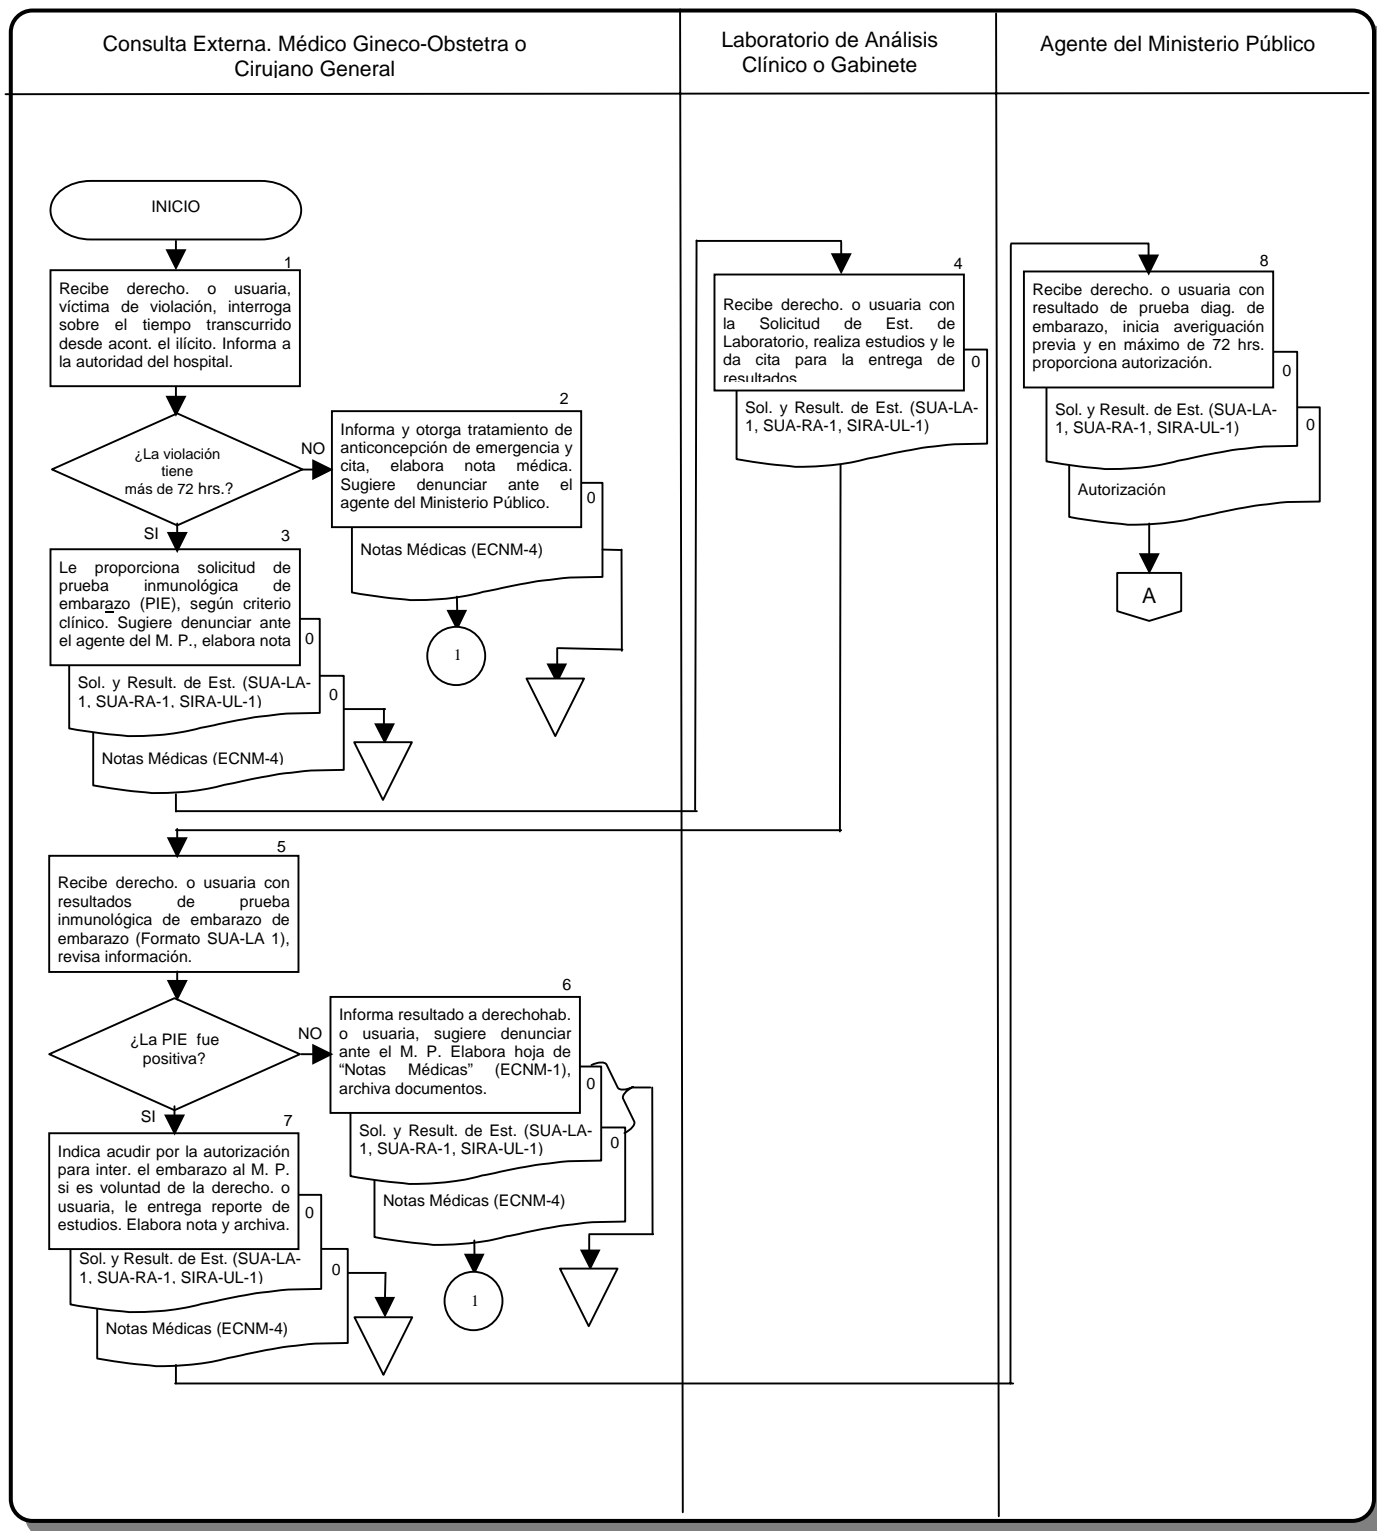 Consulta Externa. Médico Gineco-Obstetra o
Cirujano General
Laboratorio de Análisis
Clínico o Gabinete
Agente del Ministerio Público
INICIO
1
Recibe derecho. o usuaria,
víctima de violación, interroga
sobre el tiempo transcurrido
desde acont. el ilícito. Informa a
la autoridad del hospital.
¿La violación
tiene
más de 72 hrs.?
NO
SI
2
Informa y otorga tratamiento de
anticoncepción de emergencia y
cita, elabora nota médica.
Sugiere denunciar ante el
agente del Ministerio Público.
0
Notas Médicas (ECNM-4)
1
3
Le proporciona solicitud de
prueba inmunológica de
embarazo (PIE), según criterio
clínico. Sugiere denunciar ante
el agente del M. P., elabora nota
0
Sol. y Result. de Est. (SUA-LA-
1, SUA-RA-1, SIRA-UL-1)
0
Notas Médicas (ECNM-4)
4
Recibe derecho. o usuaria con
la Solicitud de Est. de
Laboratorio, realiza estudios y le
da cita para la entrega de
resultados
0
Sol. y Result. de Est. (SUA-LA-
1, SUA-RA-1, SIRA-UL-1)
5
Recibe derecho. o usuaria con
resultados de prueba
inmunológica de embarazo de
embarazo (Formato SUA-LA 1),
revisa información.
¿La PIE fue
positiva?
NO
SI
6
Informa resultado a derechohab.
o usuaria, sugiere denunciar
ante el M. P. Elabora hoja de
“Notas Médicas” (ECNM-1),
archiva documentos.
0
Sol. y Result. de Est. (SUA-LA-
1, SUA-RA-1, SIRA-UL-1)
0
Notas Médicas (ECNM-4)
1
7
Indica acudir por la autorización
para inter. el embarazo al M. P.
si es voluntad de la derecho. o
usuaria, le entrega reporte de
estudios. Elabora nota y archiva.
0
Sol. y Result. de Est. (SUA-LA-
1, SUA-RA-1, SIRA-UL-1)
0
Notas Médicas (ECNM-4)
8
Recibe derecho. o usuaria con
resultado de prueba diag. de
embarazo, inicia averiguación
previa y en máximo de 72 hrs.
proporciona autorización.
0
Sol. y Result. de Est. (SUA-LA-
1, SUA-RA-1, SIRA-UL-1)
0
Autorización
A